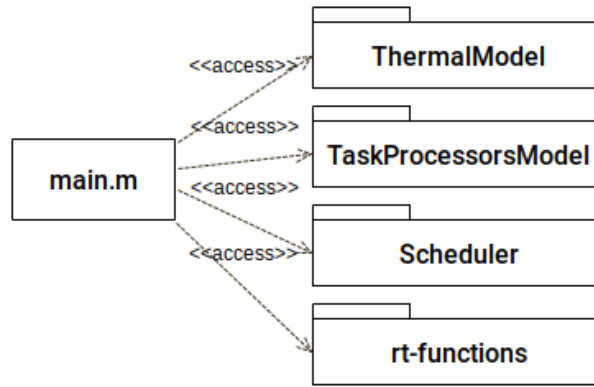 <<access>>
ThermalModel
<<access>>
TaskProcessorsModel
main.m
<<access>>
<<access>>
Scheduler
rt-functions